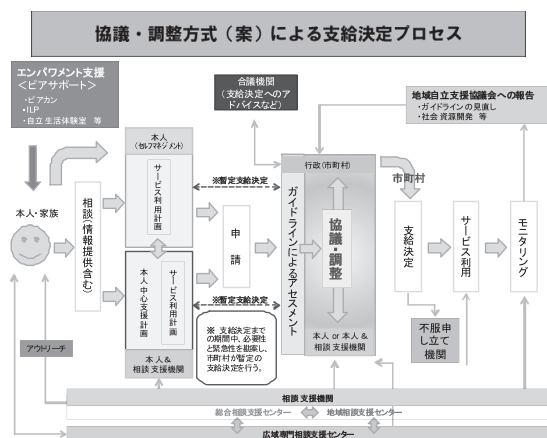 協議・調整方式（案）による支給決定プロセス
エンパワメント支援
＜ピアサポート＞
・ピアカン
・ILP
・自立生活体験室 等
合議機関
（支給決定へのア
ドバイスなど）
地域自立支援協議会への報告
・ガイドラインの見直し
・社会資源開発 等
本人
（セルフマネジメント）
サービス利用計画
※暫定支給決定
行政（市町村）
市町村
本人・家族
相談（情報提供含む）
申請
ガイドラインによるアセスメント
協議・調整
支給決定
サービス利用
モニタリング
本人中心支援計画
サービス利用計画
※暫定支給決定
※ 支給決定まで
の期間中、必要性
と緊急性を勘案し、
市町村が暫定の
支給決定を行う。
本人 or 本人＆
相談支援機関
不服申
し立て
機関
アウトリーチ
本人＆
相談支援機関
相談支援機関
総合相談支援センター
地域相談支援センター
広域専門相談支援センター